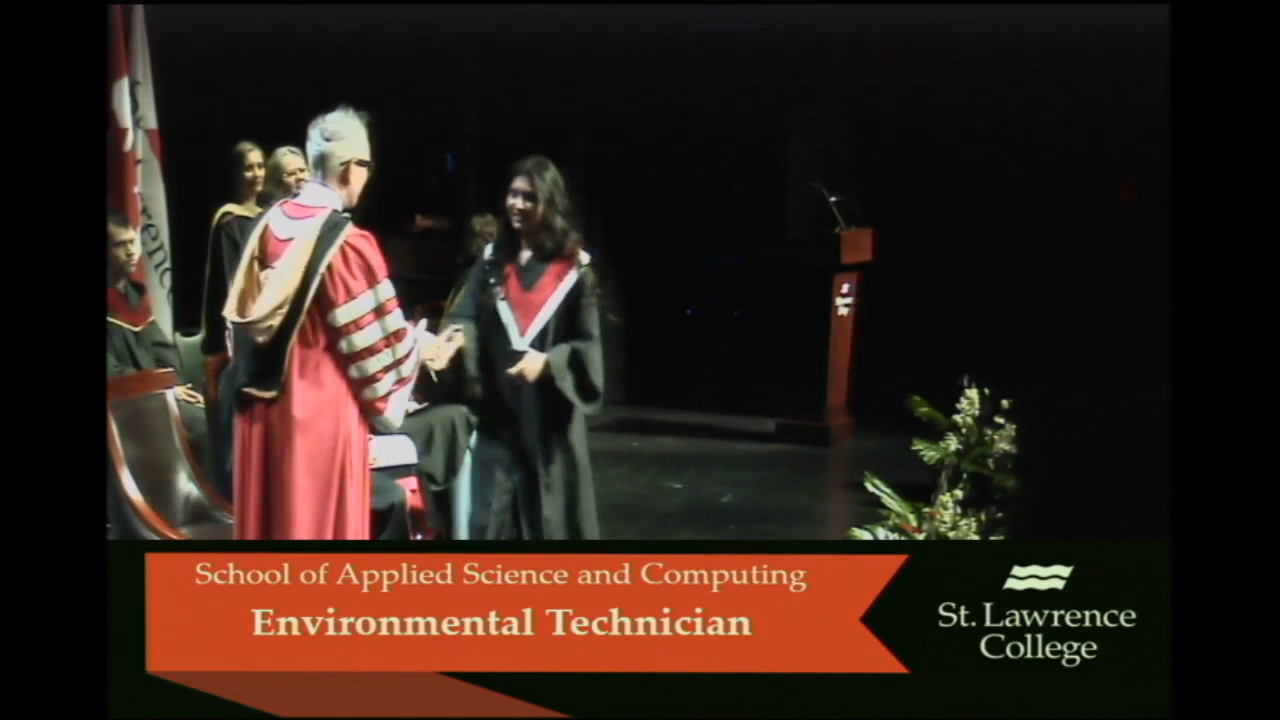 School of Applied Science and Computing
Environmental Technician
St. Lawrence
College